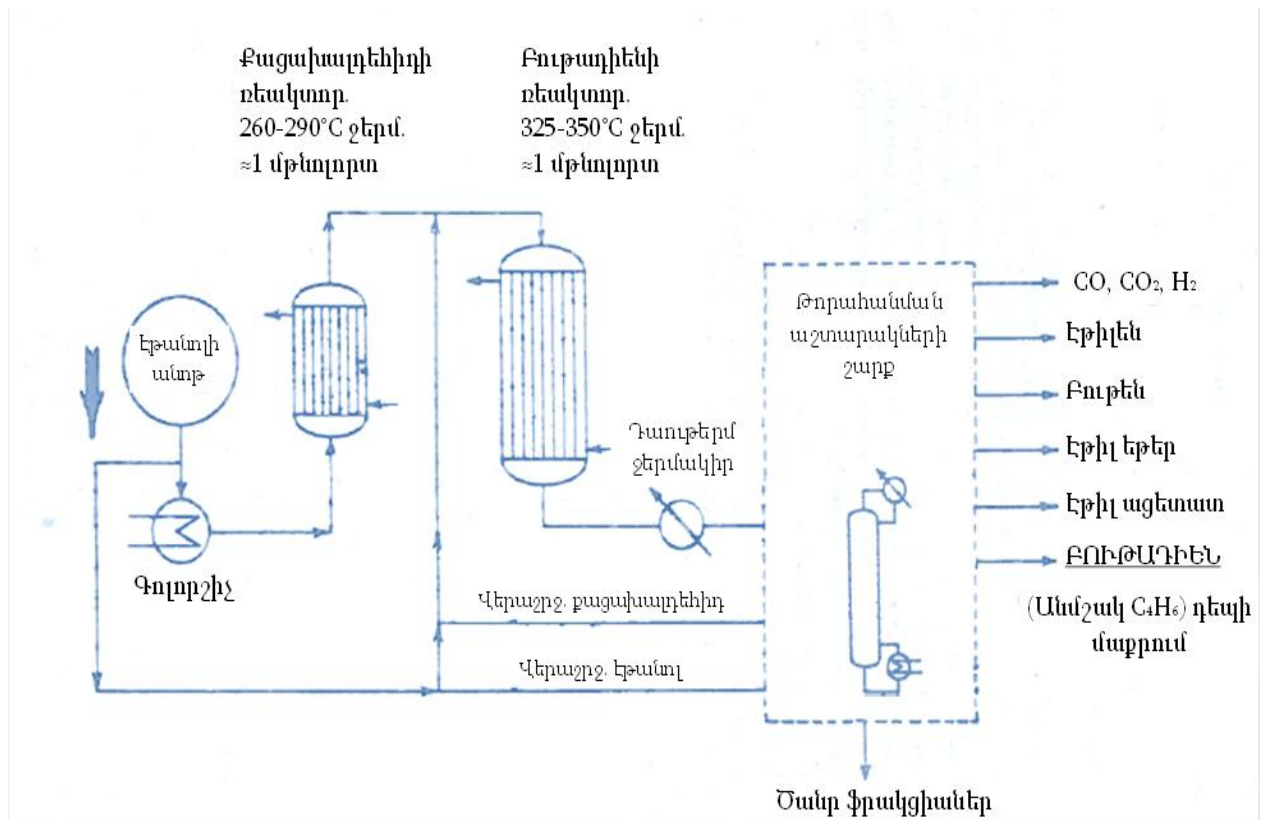 Քացախալդեհիդի
ռեակտոր.
260-290°C ջերմ.
≈1 մթնոլորտ
Բութադիենի
ռեակտոր.
325-350°C ջերմ.
≈1 մթնոլորտ
Էթանոլի
անոթ
Գոլորշիչ
Դաութերմ
ջերմակիր
Թորահանման
աշտարակների
շարք
CO, CO₂, H₂
Էթիլեն
Բութեն
Էթիլ եթեր
Էթիլ ացետատ
ԲՈՒԹԱԴԻԵՆ
(Անմշակ C₄H₆) դեպի
մաքրում
Վերաշրջ. քացախալդեհիդ
Վերաշրջ. էթանոլ
Ծանր ֆրակցիաներ